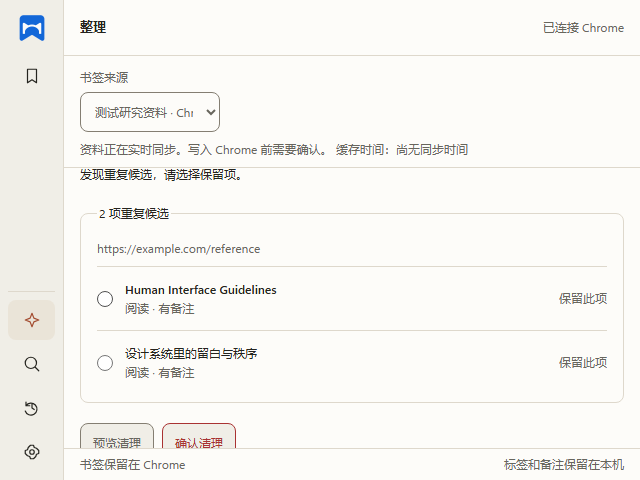 整理
已连接 Chrome
书签来源
测试研究资料 · Chr
资料正在实时同步。写入 Chrome 前需要确认。 缓存时间：尚无同步时间
发现重复候选，请选择保留项。
2 项重复候选
https://example.com/reference
Human Interface Guidelines
阅读 · 有备注
保留此项
设计系统里的留白与秩序
阅读 · 有备注
保留此项
预览清理
确认清理
书签保留在 Chrome
标签和备注保留在本机